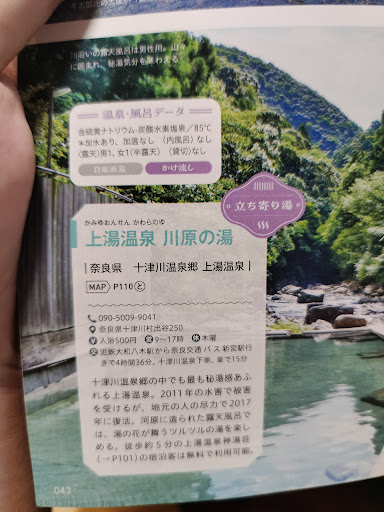 川沿いの露天風呂は男性用。山々
に囲まれ、秘湯気分を味わえる
温泉・風呂データ
含硫黄ナトリウム-炭酸水素塩泉／85℃
＊加水あり、加温なし 〈内風呂〉なし
〈露天〉男1、女1(半露天) 〈貸切〉なし
自家源泉 かけ流し
立ち寄り湯
かみゆおんせん かわらのゆ
上湯温泉 川原の湯
奈良県 十津川温泉郷 上湯温泉
MAP P110と
090-5009-9041
奈良県十津川村出谷250
入浴500円 営9〜17時 休木曜
交近鉄大和八木駅から奈良交通バス新宮駅行
きで4時間36分、十津川温泉下車、車で15分
十津川温泉郷の中でも最も秘湯感あふ
れる上湯温泉。2011年の水害で被害
を受けるが、地元の人の尽力で2017
年に復活。河原に造られた露天風呂で
は、湯の花が舞うツルツルの湯を楽し
める。徒歩約5分の上湯温泉神湯荘
(→P101)の宿泊客は無料で利用可能。
043